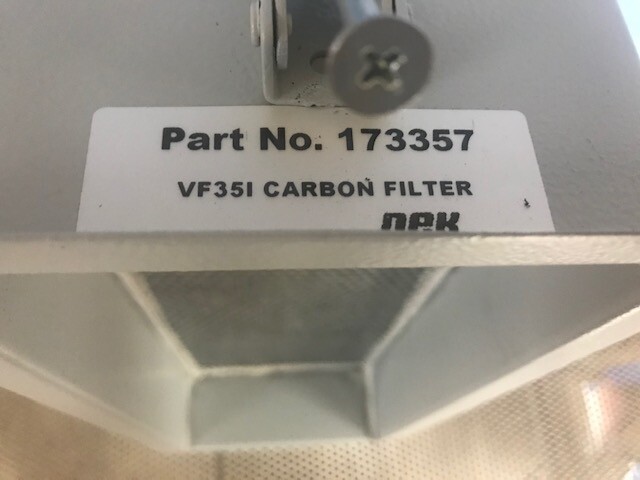 Part No. 173357
VF35I CARBON FILTER